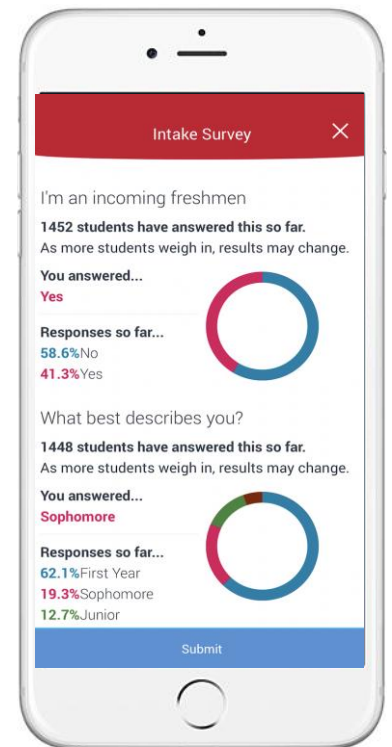 Intake Survey
I'm an incoming freshmen
1452 students have answered this so far.
As more students weigh in, results may change.
You answered...
Yes
Responses so far...
58.6%No
41.3%Yes
What best describes you?
1448 students have answered this so far.
As more students weigh in, results may change.
You answered...
Sophomore
Responses so far...
62.1%First Year
19.3%Sophomore
12.7%Junior
Submit